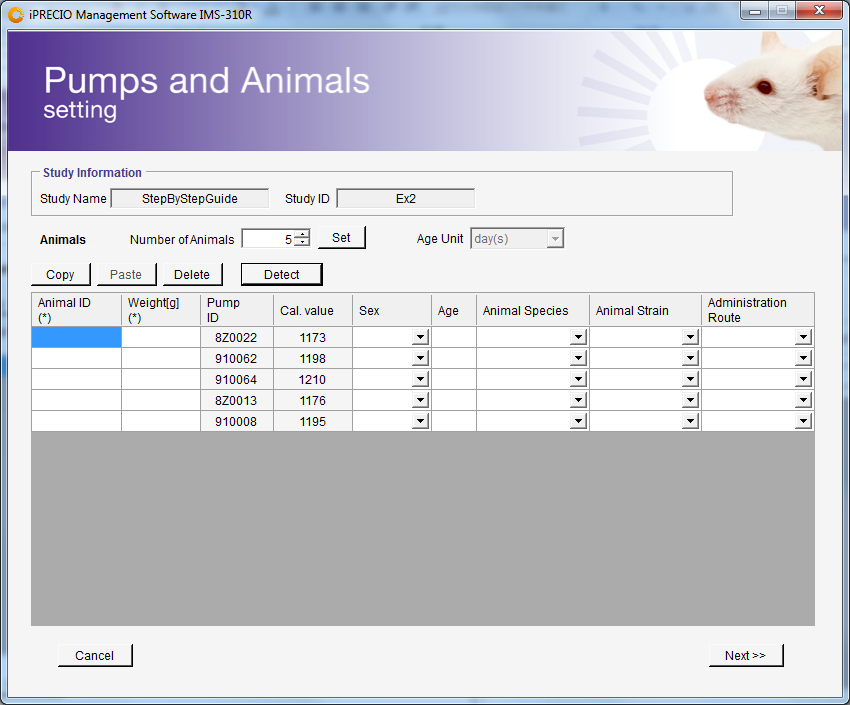 iPRECIO Management Software IMS-310R
Pumps and Animals
setting
Study Information
Study Name StepByStepGuide Study ID Ex2
Animals Number of Animals 5 Set Age Unit day(s)
Copy Paste Delete Detect
Animal ID (*) Weight[g] (*) Pump ID Cal. value Sex Age Animal Species Animal Strain Administration Route
8Z0022 1173
910062 1198
910064 1210
8Z0013 1176
910008 1195
Cancel Next >>